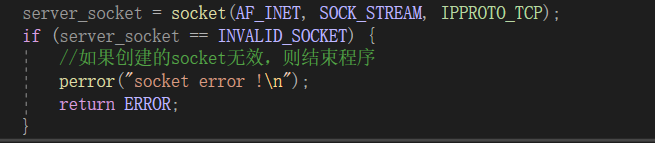 server_socket = socket(AF_INET, SOCK_STREAM, IPPROTO_TCP);
if (server_socket == INVALID_SOCKET) {
//如果创建的socket无效，则结束程序
perror("socket error !\n");
return ERROR;
}